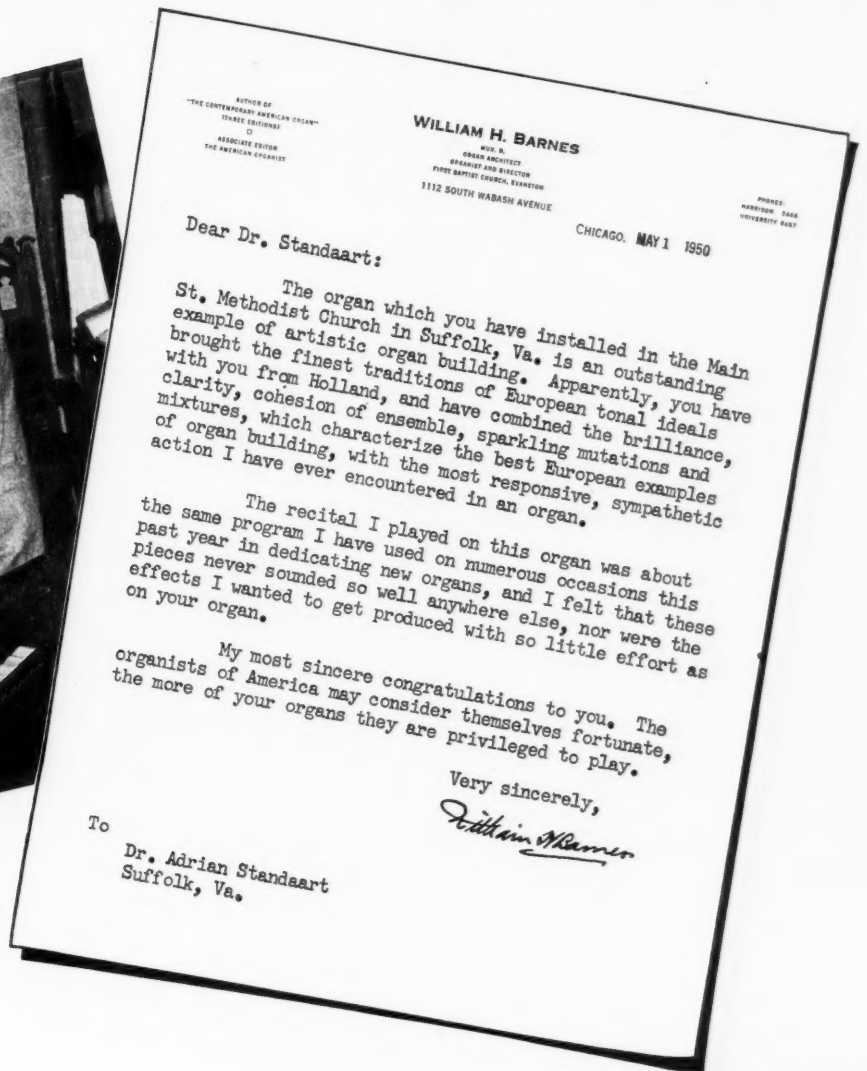 AUTHOR OF
"THE CONTEMPORARY AMERICAN ORGAN"
(THREE EDITIONS)
ASSOCIATE EDITOR
THE AMERICAN ORGANIST
WILLIAM H. BARNES
MUS. D.
ORGAN ARCHITECT
ORGANIST AND DIRECTOR
FIRST BAPTIST CHURCH, EVANSTON
1112 SOUTH WABASH AVENUE
PHONES:
HARRISON
UNIVERSITY
CHICAGO, MAY 1 1950
Dear Dr. Standaart:
The organ which you have installed in the Main
St. Methodist Church in Suffolk, Va. is an outstanding
example of artistic organ building. Apparently, you have
brought the finest traditions of European tonal ideals
with you from Holland, and have combined the brilliance,
clarity, cohesion of ensemble, sparkling mutations and
mixtures, which characterize the best European examples
of organ building, with the most responsive, sympathetic
action I have ever encountered in an organ.
The recital I played on this organ was about
the same program I have used on numerous occasions this
past year in dedicating new organs, and I felt that these
pieces never sounded so well anywhere else, nor were the
effects I wanted to get produced with so little effort as
on your organ.
My most sincere congratulations to you. The
organists of America may consider themselves fortunate,
the more of your organs they are privileged to play.
Very sincerely,
William H Barnes
To
Dr. Adrian Standaart
Suffolk, Va.